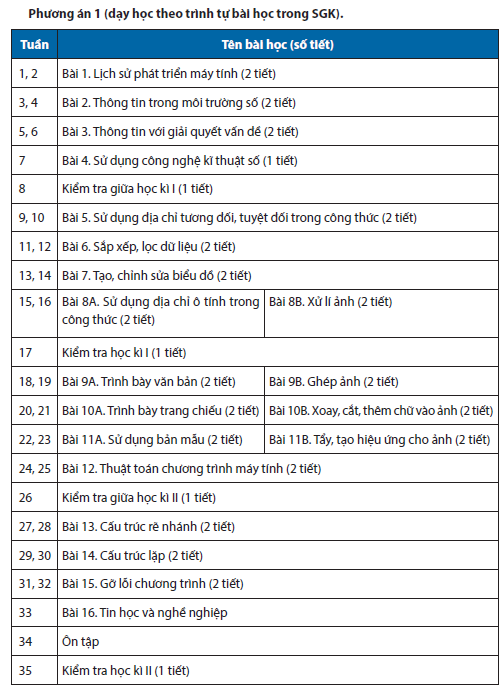 Phương án 1 (dạy học theo trình tự bài học trong SGK).
Tuần Tên bài học (số tiết)
1, 2 Bài 1. Lịch sử phát triển máy tính (2 tiết)
3, 4 Bài 2. Thông tin trong môi trường số (2 tiết)
5, 6 Bài 3. Thông tin với giải quyết vấn đề (2 tiết)
7 Bài 4. Sử dụng công nghệ kĩ thuật số (1 tiết)
8 Kiểm tra giữa học kì I (1 tiết)
9, 10 Bài 5. Sử dụng địa chỉ tương đối, tuyệt đối trong công thức (2 tiết)
11, 12 Bài 6. Sắp xếp, lọc dữ liệu (2 tiết)
13, 14 Bài 7. Tạo, chỉnh sửa biểu đồ (2 tiết)
15, 16 Bài 8A. Sử dụng địa chỉ ô tính trong Bài 8B. Xử lí ảnh (2 tiết)
công thức (2 tiết)
17 Kiểm tra học kì I (1 tiết)
18, 19 Bài 9A. Trình bày văn bản (2 tiết) Bài 9B. Ghép ảnh (2 tiết)
20, 21 Bài 10A. Trình bày trang chiếu (2 tiết) Bài 10B. Xoay, cắt, thêm chữ vào ảnh (2 tiết)
22, 23 Bài 11A. Sử dụng bản mẫu (2 tiết) Bài 11B. Tẩy, tạo hiệu ứng cho ảnh (2 tiết)
24, 25 Bài 12. Thuật toán chương trình máy tính (2 tiết)
26 Kiểm tra giữa học kì II (1 tiết)
27, 28 Bài 13. Cấu trúc rẽ nhánh (2 tiết)
29, 30 Bài 14. Cấu trúc lặp (2 tiết)
31, 32 Bài 15. Gỡ lỗi chương trình (2 tiết)
33 Bài 16. Tin học và nghề nghiệp
34 Ôn tập
35 Kiểm tra học kì II (1 tiết)